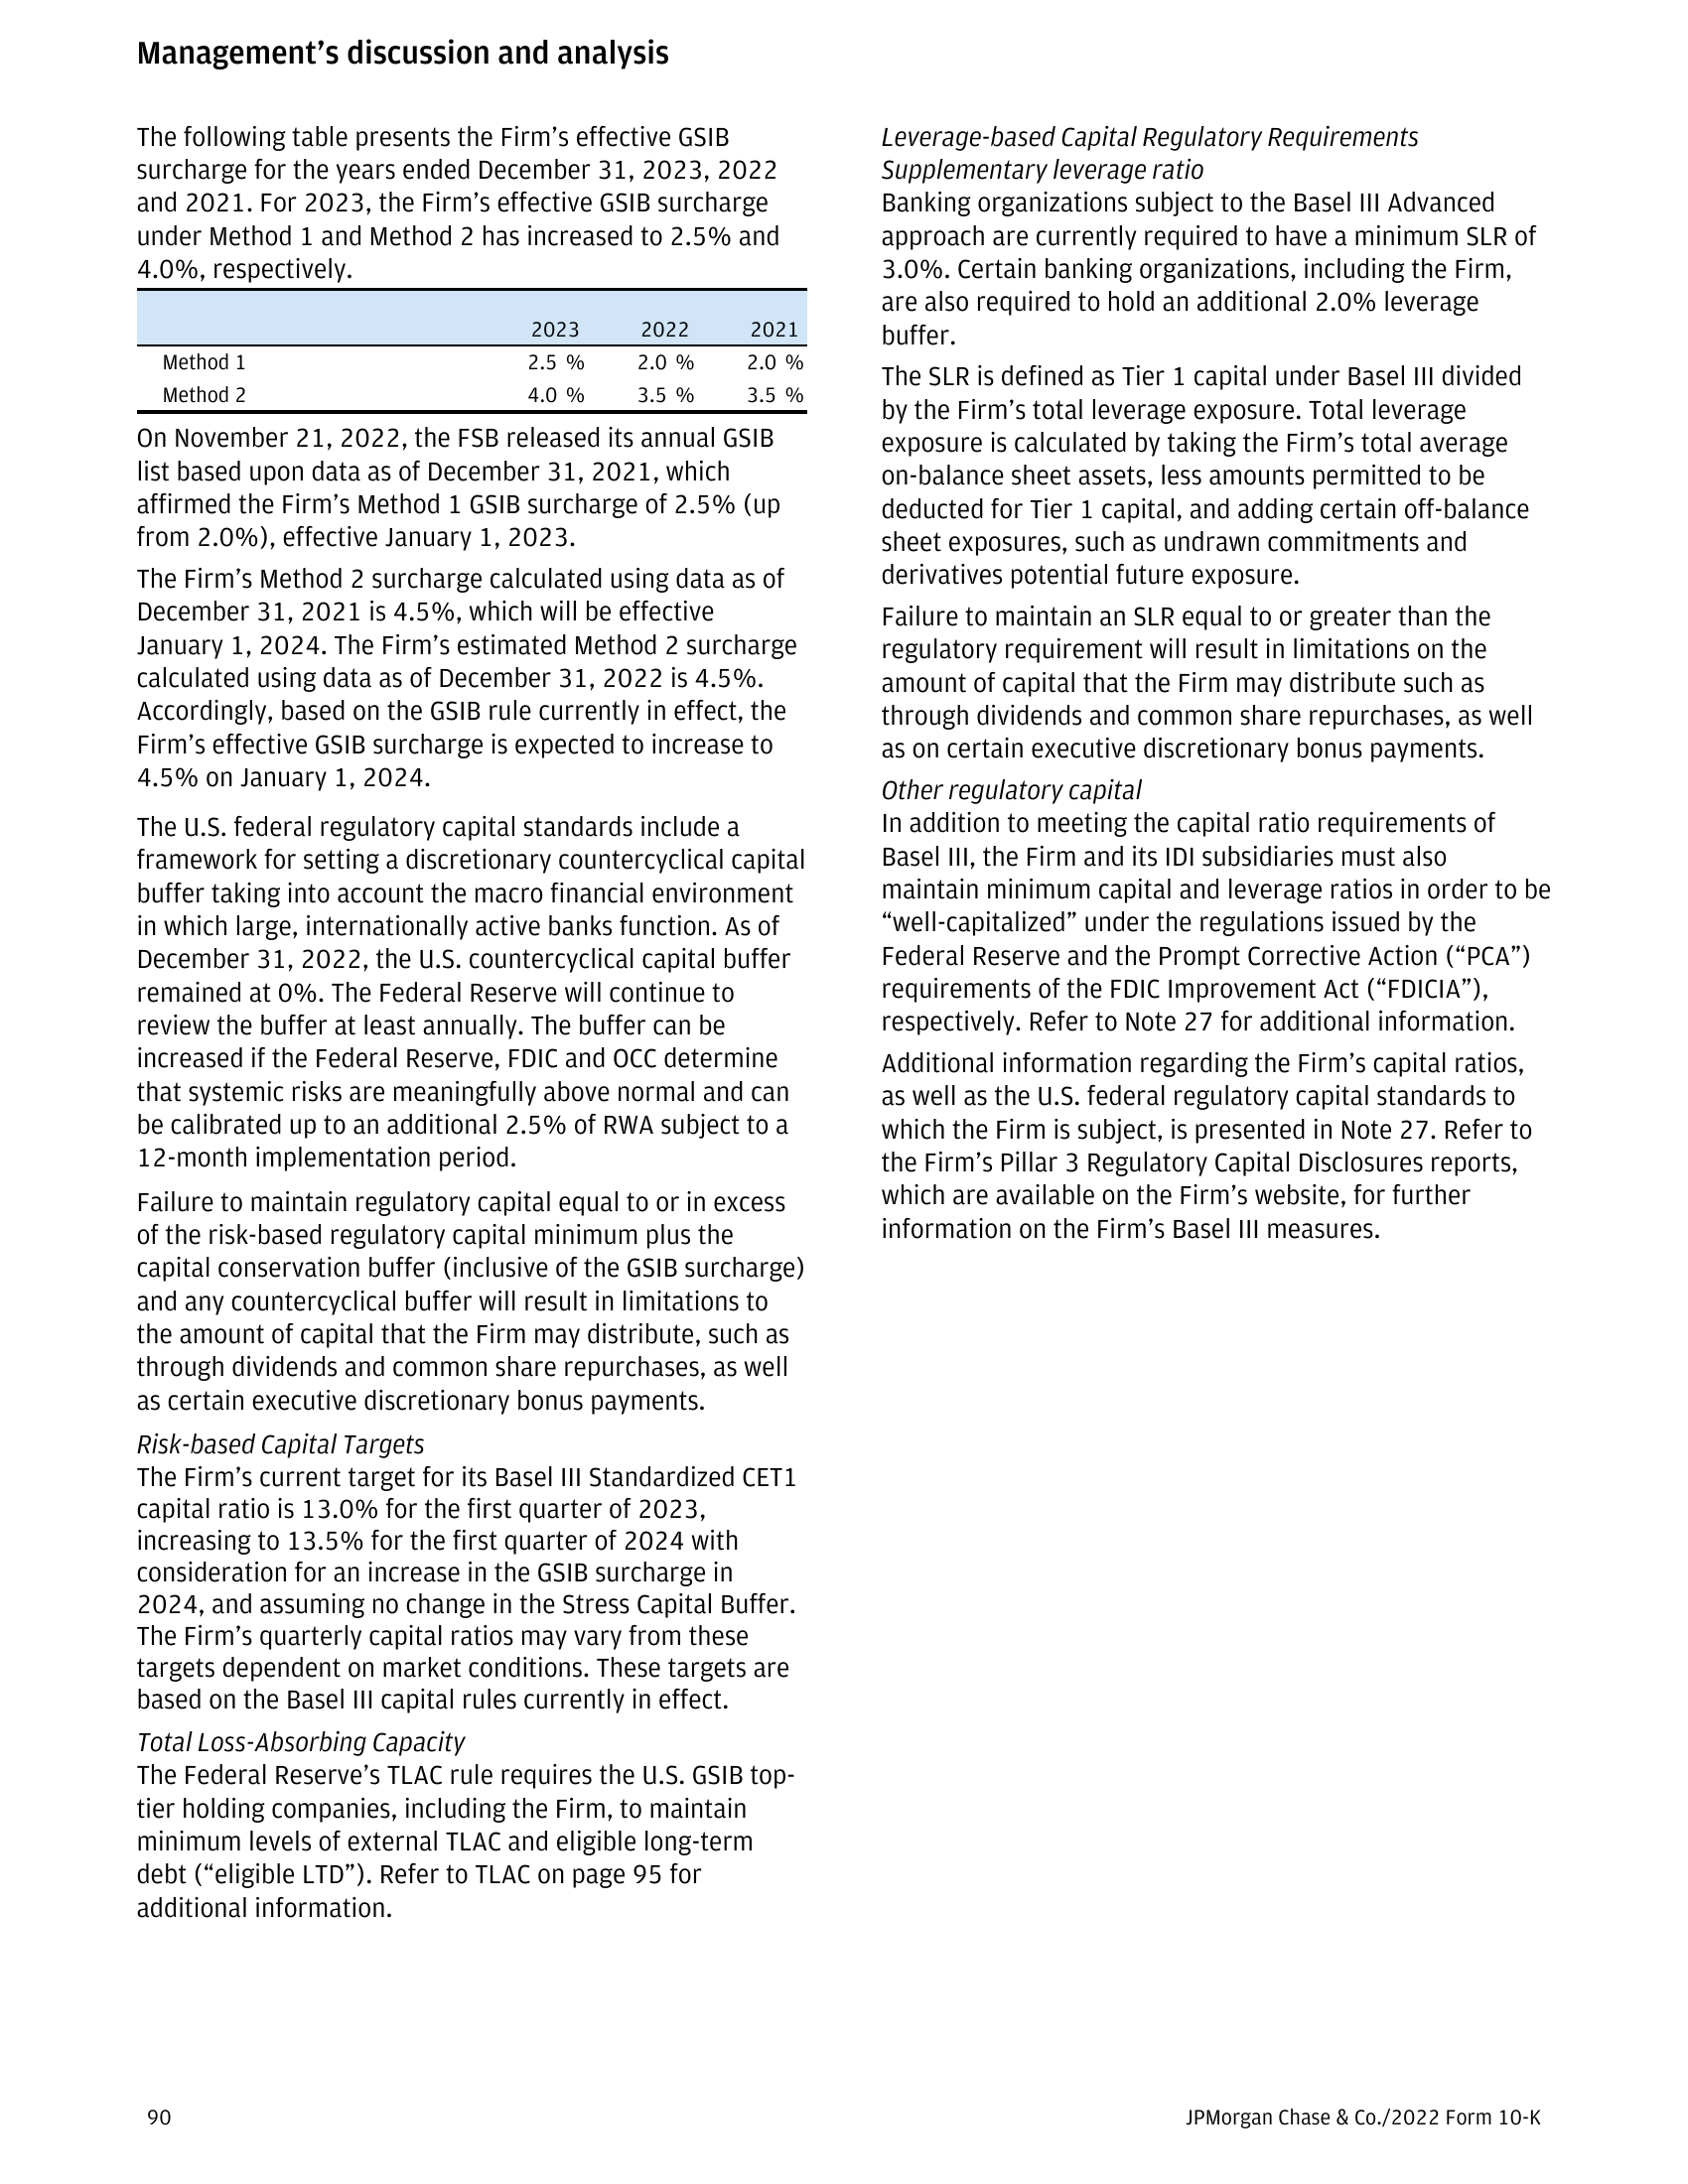 Management’s discussion and analysis
The following table presents the Firm’s effective GSIB
surcharge for the years ended December 31, 2023, 2022
and 2021. For 2023, the Firm’s effective GSIB surcharge
under Method 1 and Method 2 has increased to 2.5% and
4.0%, respectively.
2023 2022 2021
Method 1 2.5 % 2.0 % 2.0 %
Method 2 4.0 % 3.5 % 3.5 %
On November 21, 2022, the FSB released its annual GSIB
list based upon data as of December 31, 2021, which
affirmed the Firm’s Method 1 GSIB surcharge of 2.5% (up
from 2.0%), effective January 1, 2023.
The Firm’s Method 2 surcharge calculated using data as of
December 31, 2021 is 4.5%, which will be effective
January 1, 2024. The Firm’s estimated Method 2 surcharge
calculated using data as of December 31, 2022 is 4.5%.
Accordingly, based on the GSIB rule currently in effect, the
Firm’s effective GSIB surcharge is expected to increase to
4.5% on January 1, 2024.
The U.S. federal regulatory capital standards include a
framework for setting a discretionary countercyclical capital
buffer taking into account the macro financial environment
in which large, internationally active banks function. As of
December 31, 2022, the U.S. countercyclical capital buffer
remained at 0%. The Federal Reserve will continue to
review the buffer at least annually. The buffer can be
increased if the Federal Reserve, FDIC and OCC determine
that systemic risks are meaningfully above normal and can
be calibrated up to an additional 2.5% of RWA subject to a
12-month implementation period.
Failure to maintain regulatory capital equal to or in excess
of the risk-based regulatory capital minimum plus the
capital conservation buffer (inclusive of the GSIB surcharge)
and any countercyclical buffer will result in limitations to
the amount of capital that the Firm may distribute, such as
through dividends and common share repurchases, as well
as certain executive discretionary bonus payments.
Risk-based Capital Targets
The Firm’s current target for its Basel III Standardized CET1
capital ratio is 13.0% for the first quarter of 2023,
increasing to 13.5% for the first quarter of 2024 with
consideration for an increase in the GSIB surcharge in
2024, and assuming no change in the Stress Capital Buffer.
The Firm’s quarterly capital ratios may vary from these
targets dependent on market conditions. These targets are
based on the Basel III capital rules currently in effect.
Total Loss-Absorbing Capacity
The Federal Reserve’s TLAC rule requires the U.S. GSIB top-
tier holding companies, including the Firm, to maintain
minimum levels of external TLAC and eligible long-term
debt (“eligible LTD”). Refer to TLAC on page 95 for
additional information.
Leverage-based Capital Regulatory Requirements
Supplementary leverage ratio
Banking organizations subject to the Basel III Advanced
approach are currently required to have a minimum SLR of
3.0%. Certain banking organizations, including the Firm,
are also required to hold an additional 2.0% leverage
buffer.
The SLR is defined as Tier 1 capital under Basel III divided
by the Firm’s total leverage exposure. Total leverage
exposure is calculated by taking the Firm’s total average
on-balance sheet assets, less amounts permitted to be
deducted for Tier 1 capital, and adding certain off-balance
sheet exposures, such as undrawn commitments and
derivatives potential future exposure.
Failure to maintain an SLR equal to or greater than the
regulatory requirement will result in limitations on the
amount of capital that the Firm may distribute such as
through dividends and common share repurchases, as well
as on certain executive discretionary bonus payments.
Other regulatory capital
In addition to meeting the capital ratio requirements of
Basel III, the Firm and its IDI subsidiaries must also
maintain minimum capital and leverage ratios in order to be
“well-capitalized” under the regulations issued by the
Federal Reserve and the Prompt Corrective Action (“PCA”)
requirements of the FDIC Improvement Act (“FDICIA”),
respectively. Refer to Note 27 for additional information.
Additional information regarding the Firm’s capital ratios,
as well as the U.S. federal regulatory capital standards to
which the Firm is subject, is presented in Note 27. Refer to
the Firm’s Pillar 3 Regulatory Capital Disclosures reports,
which are available on the Firm’s website, for further
information on the Firm’s Basel III measures.
90
JPMorgan Chase & Co./2022 Form 10-K